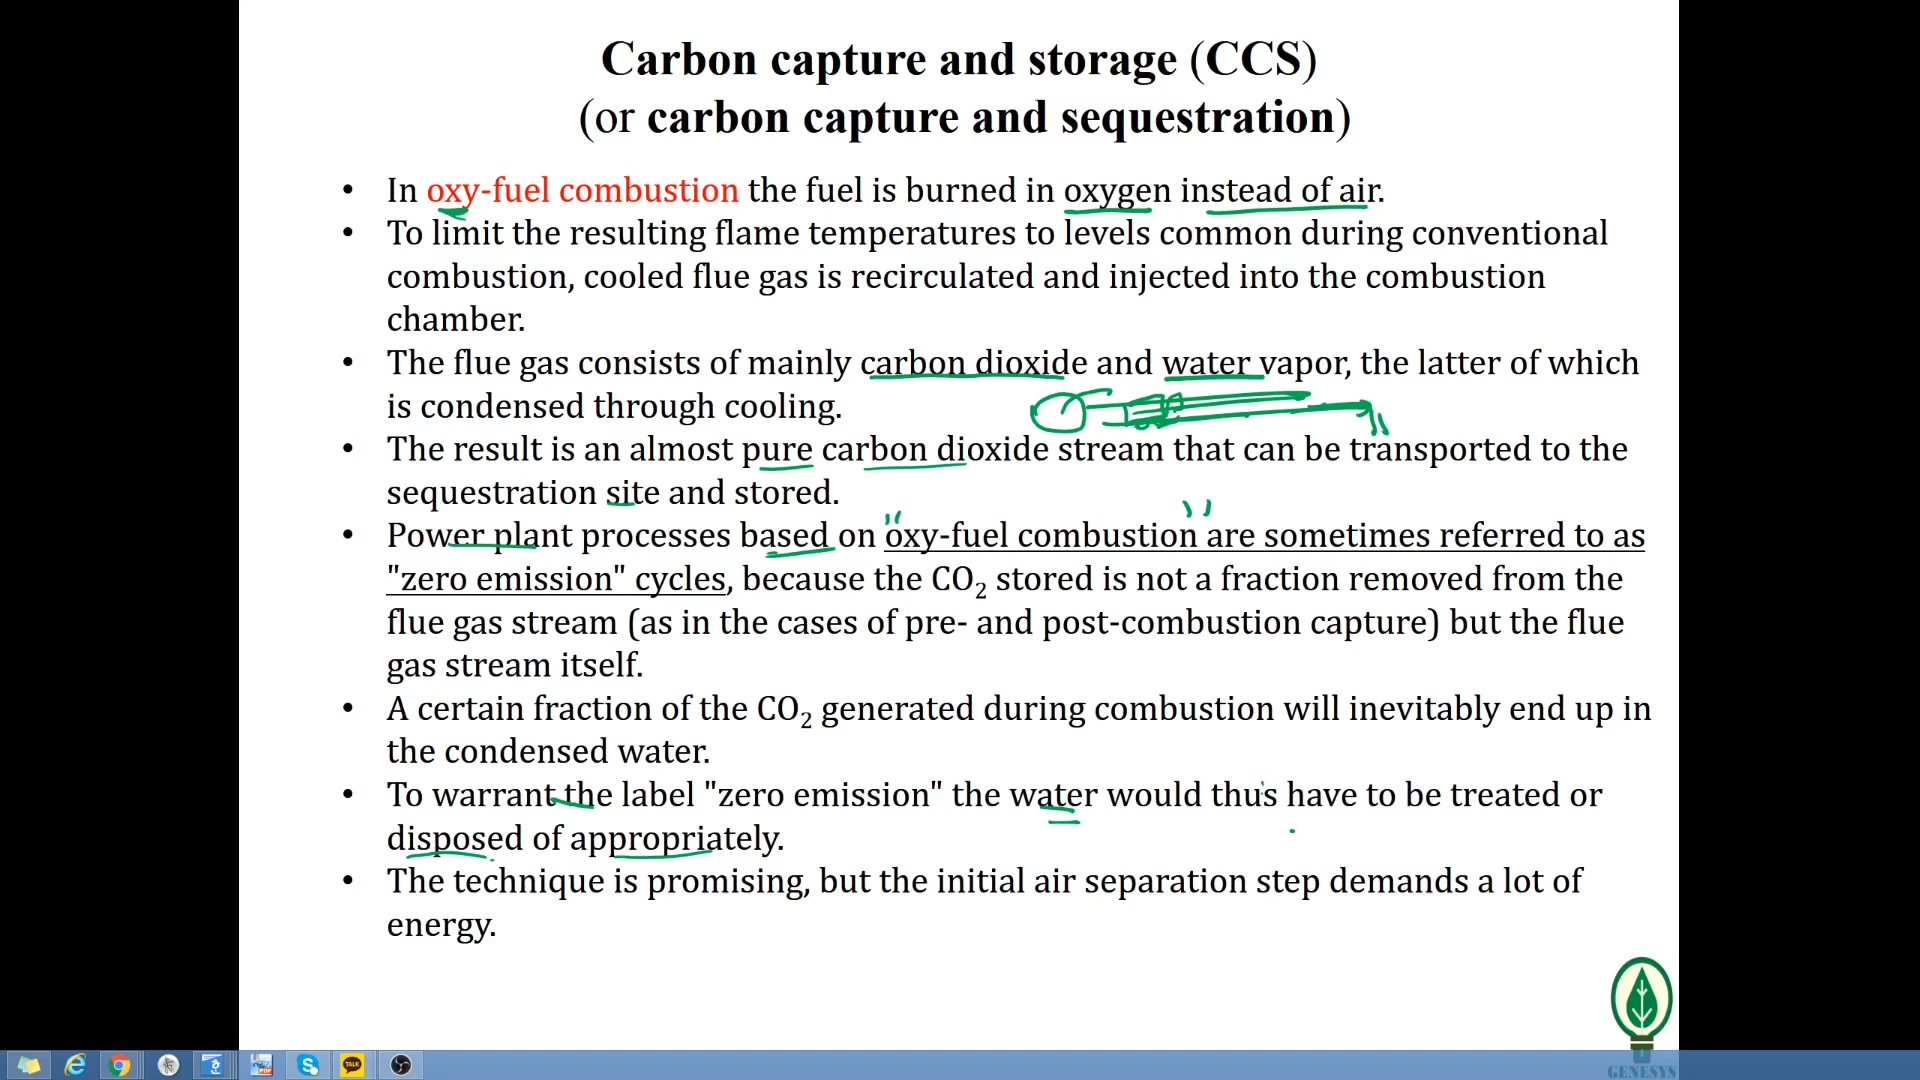 Carbon capture and storage (CCS)
(or carbon capture and sequestration)
• In oxy-fuel combustion the fuel is burned in oxygen instead of air.
• To limit the resulting flame temperatures to levels common during conventional
combustion, cooled flue gas is recirculated and injected into the combustion
chamber.
• The flue gas consists of mainly carbon dioxide and water vapor, the latter of which
is condensed through cooling.
• The result is an almost pure carbon dioxide stream that can be transported to the
sequestration site and stored.
• Power plant processes based on oxy-fuel combustion are sometimes referred to as
"zero emission" cycles, because the CO₂ stored is not a fraction removed from the
flue gas stream (as in the cases of pre- and post-combustion capture) but the flue
gas stream itself.
• A certain fraction of the CO₂ generated during combustion will inevitably end up in
the condensed water.
• To warrant the label "zero emission" the water would thus have to be treated or
disposed of appropriately.
• The technique is promising, but the initial air separation step demands a lot of
energy.
GENESYS
TALK
PDF